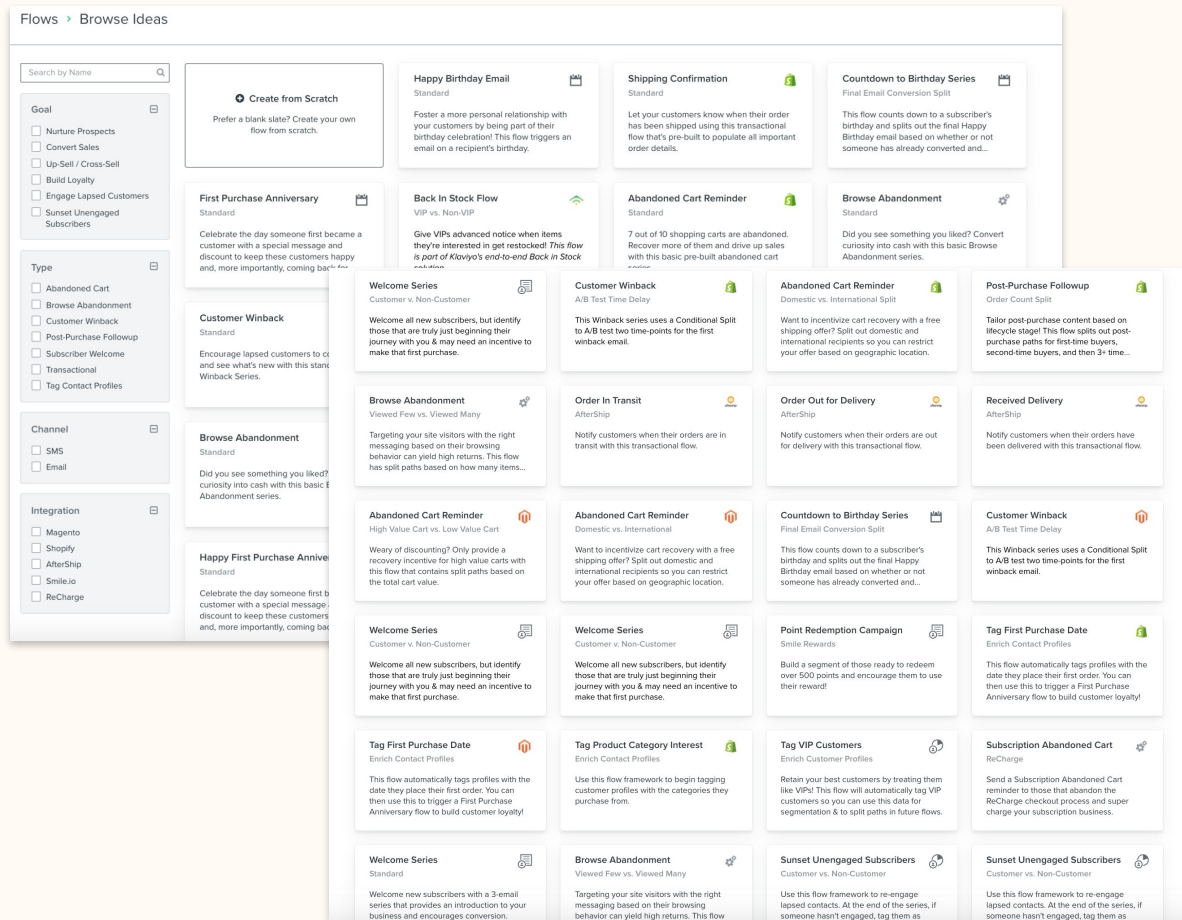 Flows > Browse Ideas
Search by Name
Goal
Nurture Prospects
Convert Sales
Up-Sell / Cross-Sell
Build Loyalty
Engage Lapsed Customers
Sunset Unengaged
Subscribers
Type
Abandoned Cart
Browse Abandonment
Customer Winback
Post-Purchase Followup
Subscriber Welcome
Transactional
Tag Contact Profiles
Channel
SMS
Email
Integration
Magento
Shopify
AfterShip
Smile.io
ReCharge
Create from Scratch
Prefer a blank slate? Create your own
flow from scratch.
Happy Birthday Email
Standard
Foster a more personal relationship with
your customers by being part of their
birthday celebration! This flow triggers an
email on a recipient's birthday.
Shipping Confirmation
Standard
Let your customers know when their order
has been shipped using this transactional
flow that's pre-built to populate all important
order details.
Countdown to Birthday Series
Final Email Conversion Split
This flow counts down to a subscriber's
birthday and splits out the final Happy
Birthday email based on whether or not
someone has already converted and...
First Purchase Anniversary
Standard
Celebrate the day someone first became a
customer with a special message and
discount to keep these customers happy
and, more importantly, coming back for
Back In Stock Flow
VIP vs. Non-VIP
Give VIPs advanced notice when items
they're interested in get restocked! This flow
is part of Klaviyo's end-to-end Back in Stock
solution
Abandoned Cart Reminder
Standard
7 out of 10 shopping carts are abandoned.
Recover more of them and drive up sales
with this basic pre-built abandoned cart
series
Browse Abandonment
Standard
Did you see something you liked? Convert
curiosity into cash with this basic Browse
Abandonment series.
Customer Winback
Standard
Encourage lapsed customers to co
and see what's new with this stand
Winback Series.
Browse Abandonment
Standard
Did you see something you liked?
curiosity into cash with this basic B
Abandonment series.
Happy First Purchase Annive
Standard
Celebrate the day someone first b
customer with a special message
discount to keep these customers
and, more importantly, coming bac
Welcome Series
Customer v. Non-Customer
Welcome all new subscribers, but identify
those that are truly just beginning their
journey with you & may need an incentive to
make that first purchase.
Customer Winback
A/B Test Time Delay
This Winback series uses a Conditional Split
to A/B test two time-points for the first
winback email.
Abandoned Cart Reminder
Domestic vs. International Split
Want to incentivize cart recovery with a free
shipping offer? Split out domestic and
international recipients so you can restrict
your offer based on geographic location.
Post-Purchase Followup
Order Count Split
Tailor post-purchase content based on
lifecycle stage! This flow splits out post-
purchase paths for first-time buyers,
second-time buyers, and then 3+ time...
Browse Abandonment
Viewed Few vs. Viewed Many
Targeting your site visitors with the right
messaging based on their browsing
behavior can yield high returns. This flow
has split paths based on how many items...
Order In Transit
AfterShip
Notify customers when their orders are in
transit with this transactional flow.
Order Out for Delivery
AfterShip
Notify customers when their orders are out
for delivery with this transactional flow.
Received Delivery
AfterShip
Notify customers when their orders have
been delivered with this transactional flow.
Abandoned Cart Reminder
High Value Cart vs. Low Value Cart
Weary of discounting? Only provide a
recovery incentive for high value carts with
this flow that contains split paths based on
the total cart value.
Abandoned Cart Reminder
Domestic vs. International
Want to incentivize cart recovery with a free
shipping offer? Split out domestic and
international recipients so you can restrict
your offer based on geographic location.
Countdown to Birthday Series
Final Email Conversion Split
This flow counts down to a subscriber's
birthday and splits out the final Happy
Birthday email based on whether or not
someone has already converted and...
Customer Winback
A/B Test Time Delay
This Winback series uses a Conditional Split
to A/B test two time-points for the first
winback email.
Welcome Series
Customer v. Non-Customer
Welcome all new subscribers, but identify
those that are truly just beginning their
journey with you & may need an incentive to
make that first purchase.
Welcome Series
Customer v. Non-Customer
Welcome all new subscribers, but identify
those that are truly just beginning their
journey with you & may need an incentive to
make that first purchase.
Point Redemption Campaign
Smile Rewards
Build a segment of those ready to redeem
over 500 points and encourage them to use
their reward!
Tag First Purchase Date
Enrich Contact Profiles
This flow automatically tags profiles with the
date they place their first order. You can
then use this to trigger a First Purchase
Anniversary flow to build customer loyalty!
Tag First Purchase Date
Enrich Contact Profiles
This flow automatically tags profiles with the
date they place their first order. You can
then use this to trigger a First Purchase
Anniversary flow to build customer loyalty!
Tag Product Category Interest
Enrich Contact Profiles
Use this flow framework to begin tagging
customer profiles with the categories they
purchase from.
Tag VIP Customers
Enrich Customer Profiles
Retain your best customers by treating them
like VIPs! This flow will automatically tag VIP
customers so you can use this data for
segmentation & to split paths in future flows.
Subscription Abandoned Cart
ReCharge
Send a Subscription Abandoned Cart
reminder to those that abandon the
ReCharge checkout process and super
charge your subscription business.
Welcome Series
Standard
Welcome new subscribers with a 3-email
series that provides an introduction to your
business and encourages conversion.
Browse Abandonment
Viewed Few vs. Viewed Many
Targeting your site visitors with the right
messaging based on their browsing
behavior can yield high returns. This flow
Sunset Unengaged Subscribers
Customer vs. Non-Customer
Use this flow framework to re-engage
lapsed contacts. At the end of the series, if
someone hasn't engaged, tag them as
Sunset Unengaged Subscribers
Customer vs. Non-Customer
Use this flow framework to re-engage
lapsed contacts. At the end of the series, if
someone hasn't engaged, tag them as